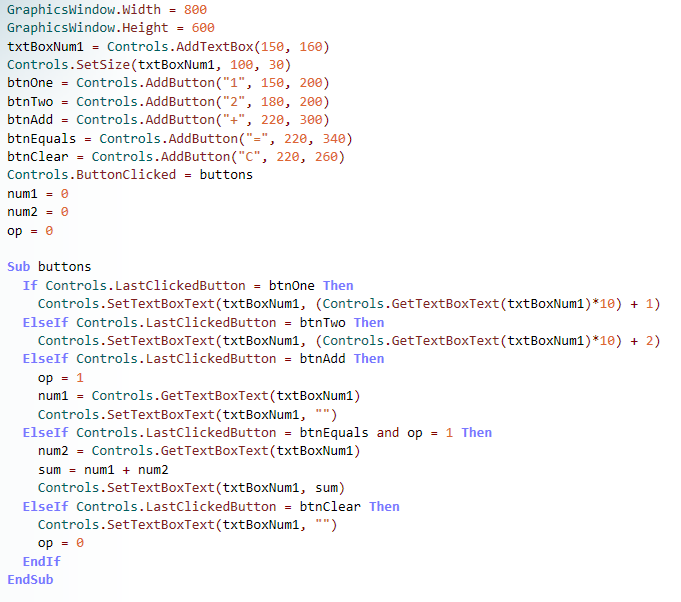 GraphicsWindow.Width = 800
GraphicsWindow.Height = 600
txtBoxNum1 = Controls.AddTextBox(150, 160)
Controls.SetSize(txtBoxNum1, 100, 30)
btnOne = Controls.AddButton("1", 150, 200)
btnTwo = Controls.AddButton("2", 180, 200)
btnAdd = Controls.AddButton("+", 220, 300)
btnEquals = Controls.AddButton("=", 220, 340)
btnClear = Controls.AddButton("C", 220, 260)
Controls.ButtonClicked = buttons
num1 = 0
num2 = 0
op = 0

Sub buttons
  If Controls.LastClickedButton = btnOne Then
    Controls.SetTextBoxText(txtBoxNum1, (Controls.GetTextBoxText(txtBoxNum1)*10) + 1)
  ElseIf Controls.LastClickedButton = btnTwo Then
    Controls.SetTextBoxText(txtBoxNum1, (Controls.GetTextBoxText(txtBoxNum1)*10) + 2)
  ElseIf Controls.LastClickedButton = btnAdd Then
    op = 1
    num1 = Controls.GetTextBoxText(txtBoxNum1)
    Controls.SetTextBoxText(txtBoxNum1, "")
  ElseIf Controls.LastClickedButton = btnEquals and op = 1 Then
    num2 = Controls.GetTextBoxText(txtBoxNum1)
    sum = num1 + num2
    Controls.SetTextBoxText(txtBoxNum1, sum)
  ElseIf Controls.LastClickedButton = btnClear Then
    Controls.SetTextBoxText(txtBoxNum1, "")
    op = 0
  EndIf
EndSub